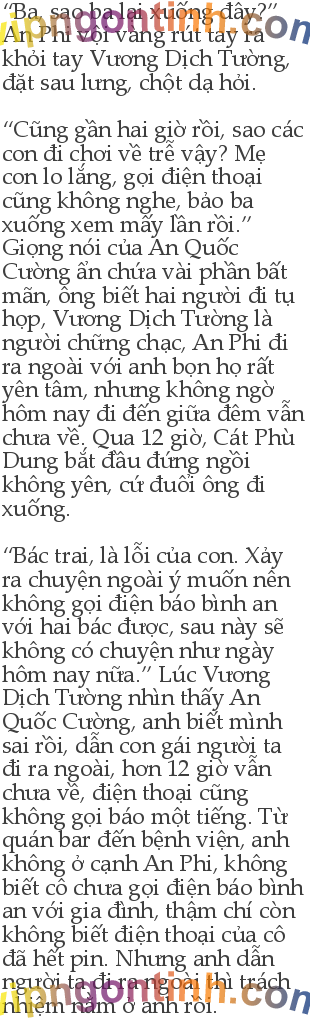 “Ba, sao ba lại xuống đây?”
An Phi vội vàng rút tay ra
khỏi tay Vương Dịch Tường,
đặt sau lưng, chột dạ hỏi.
“Cũng gần hai giờ rồi, sao các
con đi chơi về trễ vậy? Mẹ
con lo lắng, gọi điện thoại
cũng không nghe, bảo ba
xuống xem mấy lần rồi.”
Giọng nói của An Quốc
Cường ẩn chứa vài phần bất
mãn, ông biết hai người đi tụ
họp, Vương Dịch Tường là
người chững chạc, An Phi đi
ra ngoài với anh bọn họ rất
yên tâm, nhưng không ngờ
hôm nay đi đến giữa đêm vẫn
chưa về. Qua 12 giờ, Cát Phù
Dung bắt đầu đứng ngồi
không yên, cứ đuổi ông đi
xuống.
“Bác trai, là lỗi của con. Xảy
ra chuyện ngoài ý muốn nên
không gọi điện báo bình an
với hai bác được, sau này sẽ
không có chuyện như ngày
hôm nay nữa.” Lúc Vương
Dịch Tường nhìn thấy An
Quốc Cường, anh biết mình
sai rồi, dẫn con gái người ta
đi ra ngoài, hơn 12 giờ vẫn
chưa về, điện thoại cũng
không gọi báo một tiếng. Từ
quán bar đến bệnh viện, anh
không ở cạnh An Phi, không
biết cô chưa gọi điện báo bình
an với gia đình, thậm chí còn
không biết điện thoại của cô
đã hết pin. Nhưng anh dẫn
người ta đi ra ngoài thì trách
nhiệm nằm ở anh rồi.
vipngontinh.com
vipngontinh.com